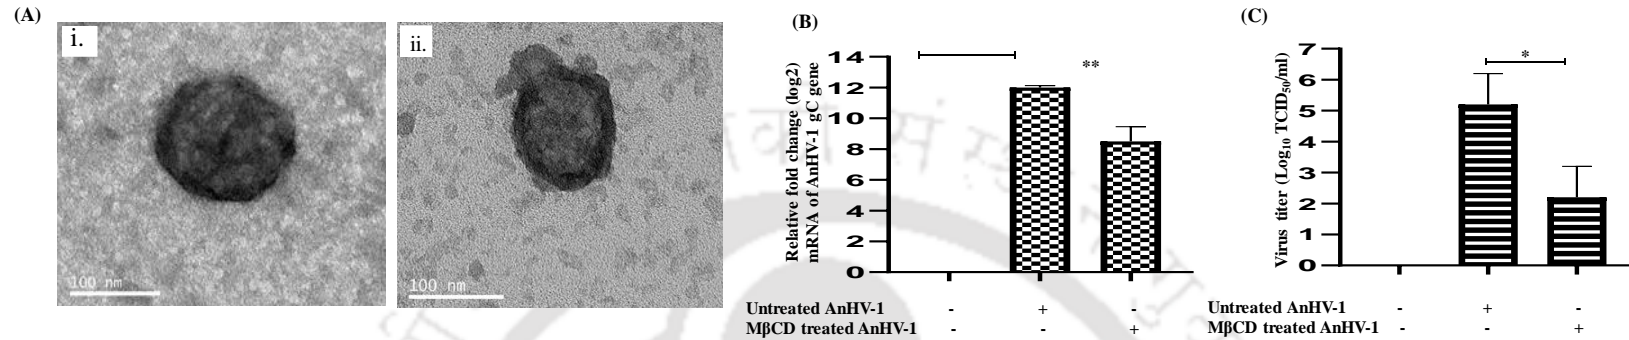 (A)
i.
100 nm
ii.
100 nm
(B)
Relative fold change (log2)
mRNA of AnHV-1 gC gene
14
12
10
8
6
4
2
0
**
Untreated AnHV-1 - + -
MβCD treated AnHV-1 - - +
(C)
Virus titer (Log₁₀ TCID₅₀/ml)
7
6
5
4
3
2
1
0
*
Untreated AnHV-1 - + -
MβCD treated AnHV-1 - - +